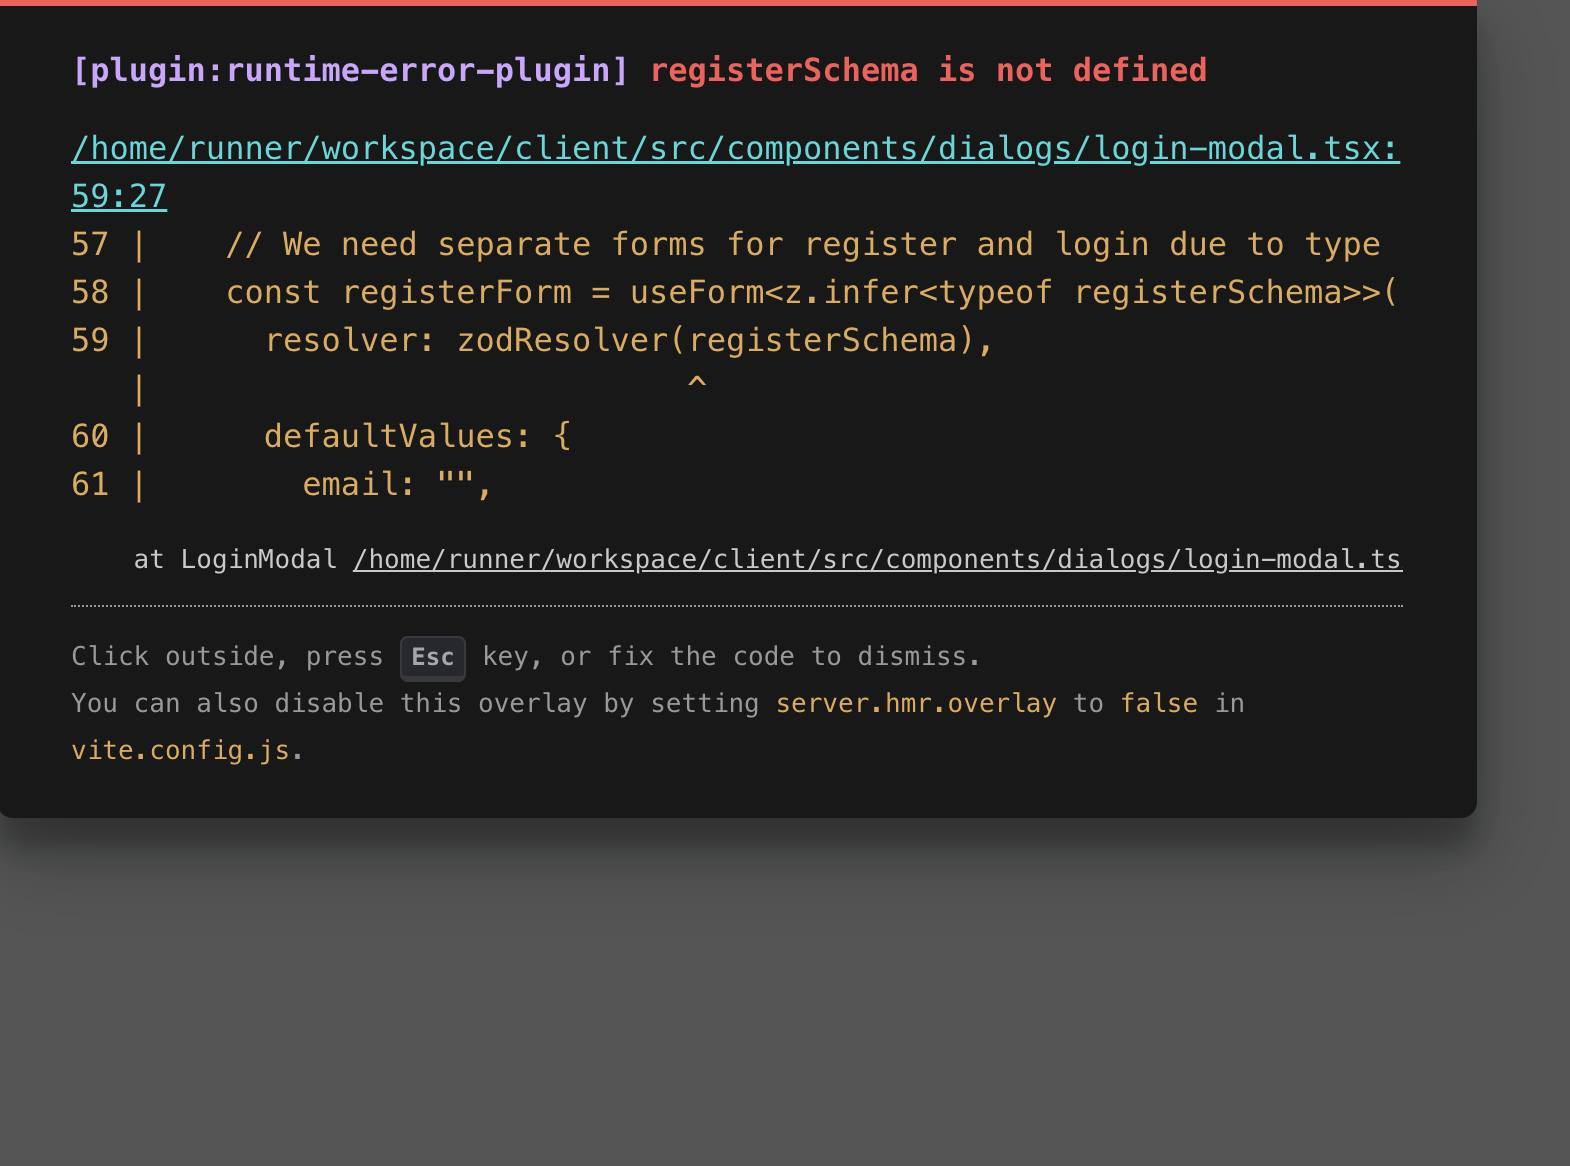 [plugin:runtime-error-plugin] registerSchema is not defined
/home/runner/workspace/client/src/components/dialogs/login-modal.tsx:
59:27
57 |    // We need separate forms for register and login due to type
58 |    const registerForm = useForm<z.infer<typeof registerSchema>>(
59 |      resolver: zodResolver(registerSchema),
   |                            ^
60 |      defaultValues: {
61 |        email: "",
at LoginModal /home/runner/workspace/client/src/components/dialogs/login-modal.ts
Click outside, press Esc key, or fix the code to dismiss.
You can also disable this overlay by setting server.hmr.overlay to false in
vite.config.js.